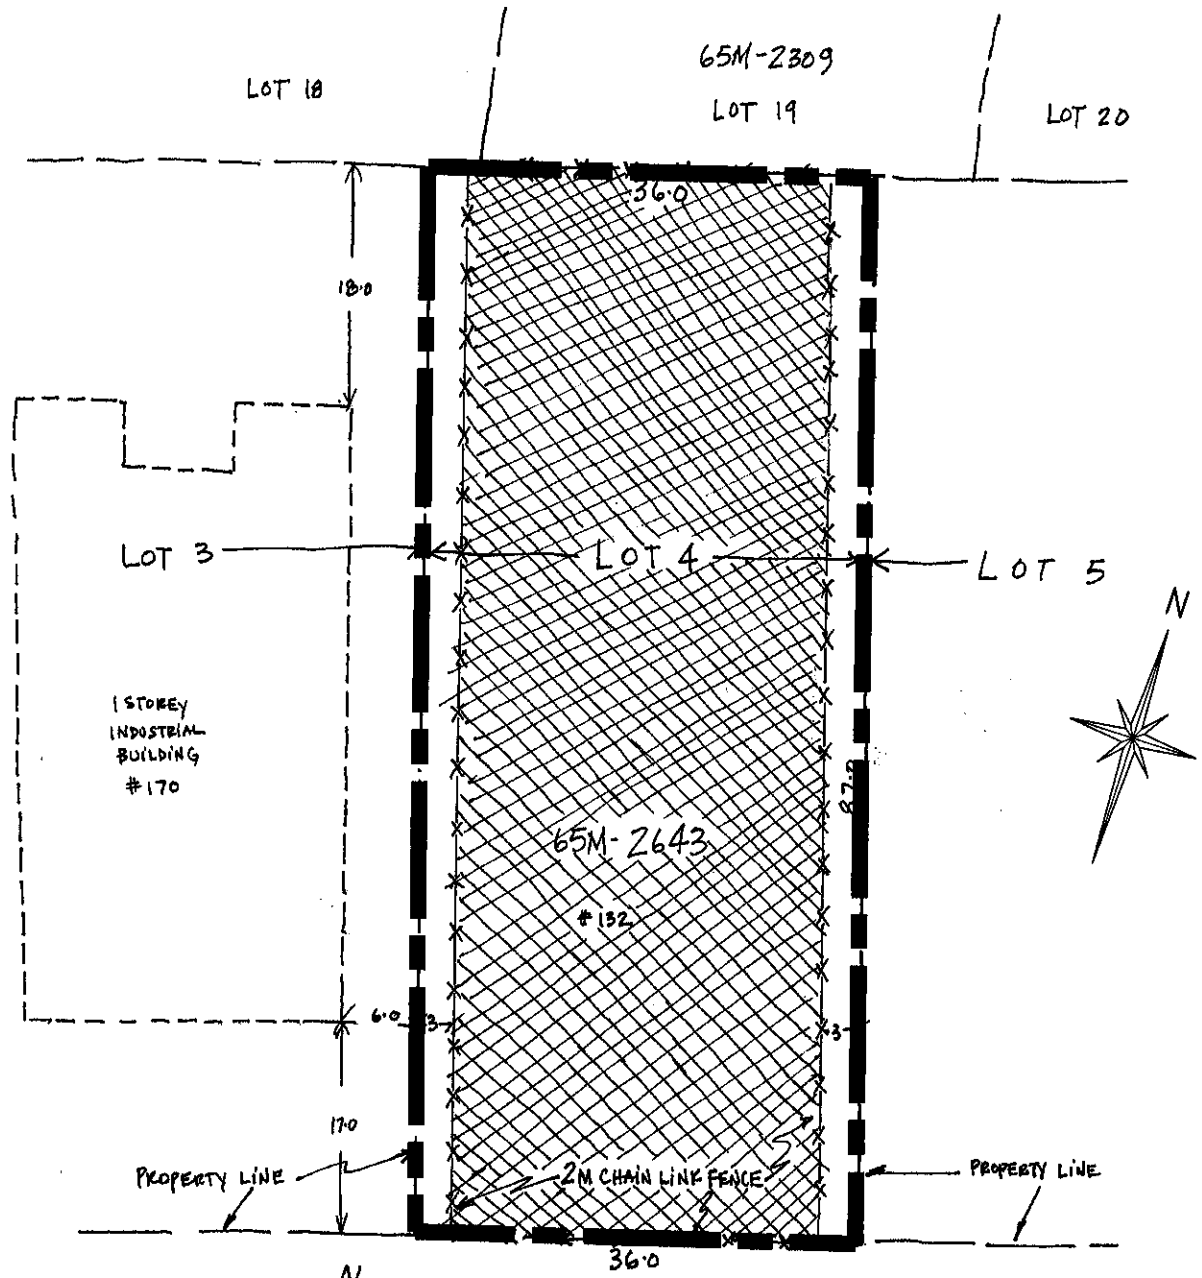 65M-2309
LOT 18
LOT 19
LOT 20
36.0
18.0
LOT 3
LOT 4
LOT 5
N
1 STOREY
INDUSTRIAL
BUILDING
#170
87.0
65M-2643
#132
6.0
3
3
17.0
PROPERTY LINE
2M CHAIN LINK FENCE
PROPERTY LINE
36.0
N